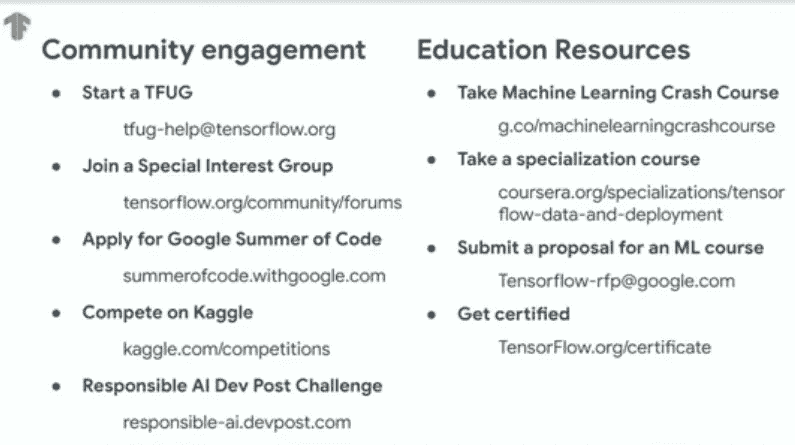 Community engagement
Start a TFUG
tfug-help@tensorflow.org
Join a Special Interest Group
tensorflow.org/community/forums
Apply for Google Summer of Code
summerofcode.withgoogle.com
Compete on Kaggle
kaggle.com/competitions
Responsible AI Dev Post Challenge
responsible-ai.devpost.com
Education Resources
Take Machine Learning Crash Course
g.co/machinelearningcrashcourse
Take a specialization course
coursera.org/specializations/tensor
flow-data-and-deployment
Submit a proposal for an ML course
Tensorflow-rfp@google.com
Get certified
TensorFlow.org/certificate